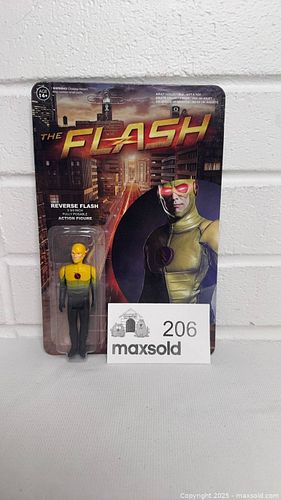 AGE
14+
THE FLASH
REVERSE FLASH
3 3/4 INCH
FULLY POSABLE
ACTION FIGURE
206
maxsold
Copyright 2025 - maxsold.com